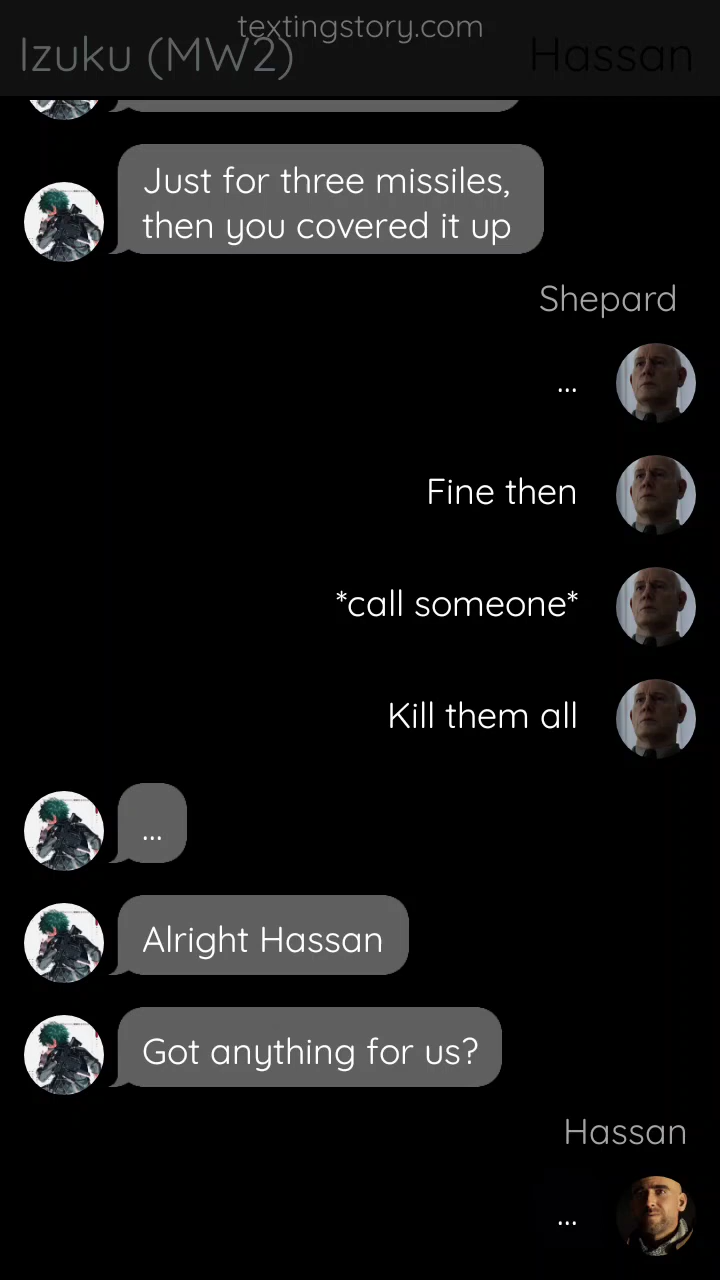 textingstory.com
Izuku (MW2)
Hassan
Just for three missiles,
then you covered it up
Shepard
...
Fine then
*call someone*
Kill them all
...
Alright Hassan
Got anything for us?
Hassan
...